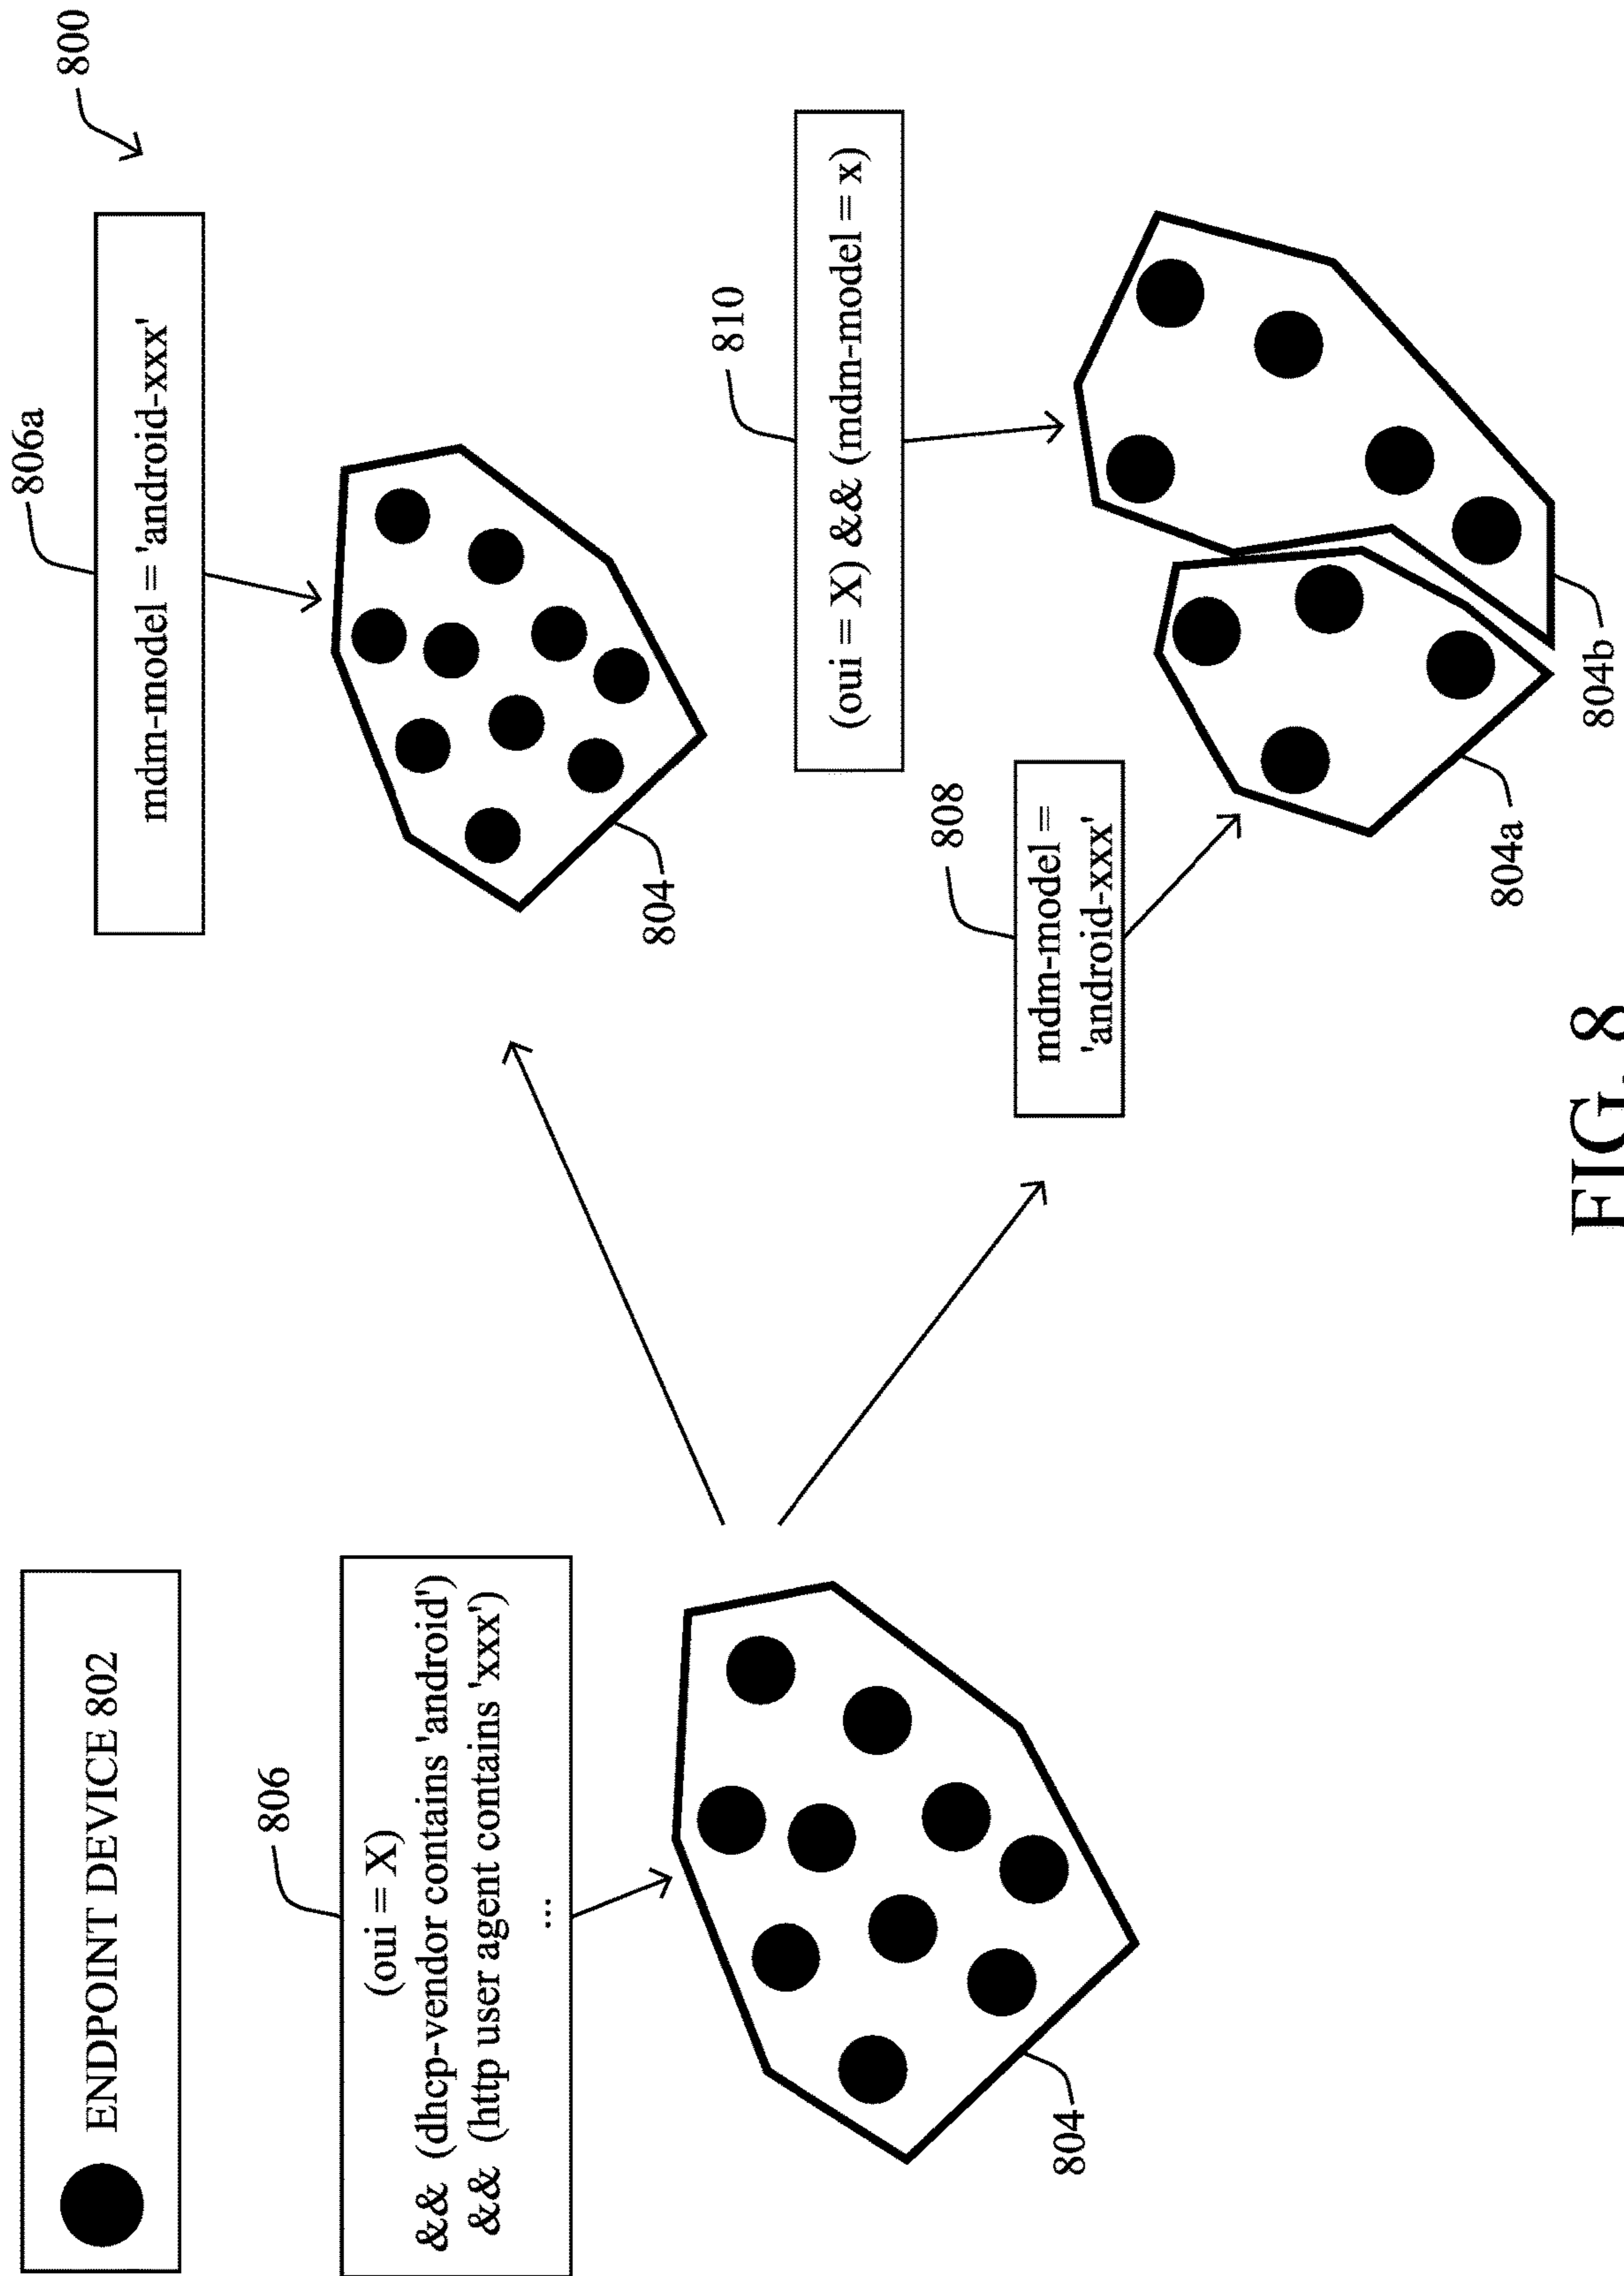 800
ENDPOINT DEVICE 802
806
(oui = X)
&& (dhcp-vendor contains 'android')
&& (http user agent contains 'xxx')
...
804
806a
mdm-model = 'android-xxx'
804
808
mdm-model =
'android-xxx'
810
(oui = X) && (mdm-model = x)
804a
804b
FIG. 8